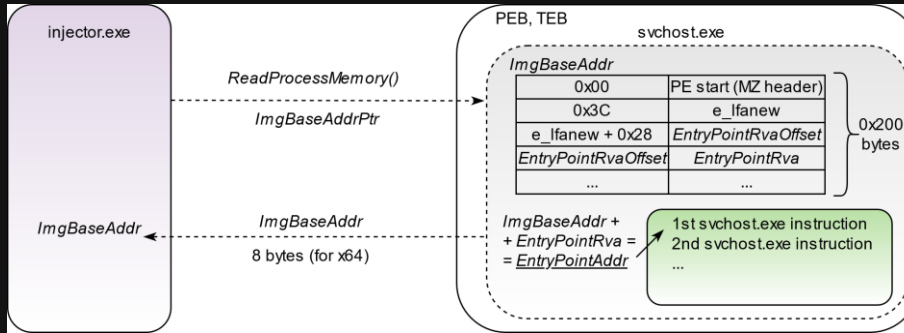 injector.exe
PEB, TEB
svchost.exe
ReadProcessMemory()
ImgBaseAddrPtr
ImgBaseAddr
0x00 PE start (MZ header)
0x3C e_lfanew
e_lfanew + 0x28 EntryPointRvaOffset
EntryPointRvaOffset EntryPointRva
... ...
0x200
bytes
ImgBaseAddr
ImgBaseAddr
8 bytes (for x64)
ImgBaseAddr +
+ EntryPointRva =
= EntryPointAddr
1st svchost.exe instruction
2nd svchost.exe instruction
...